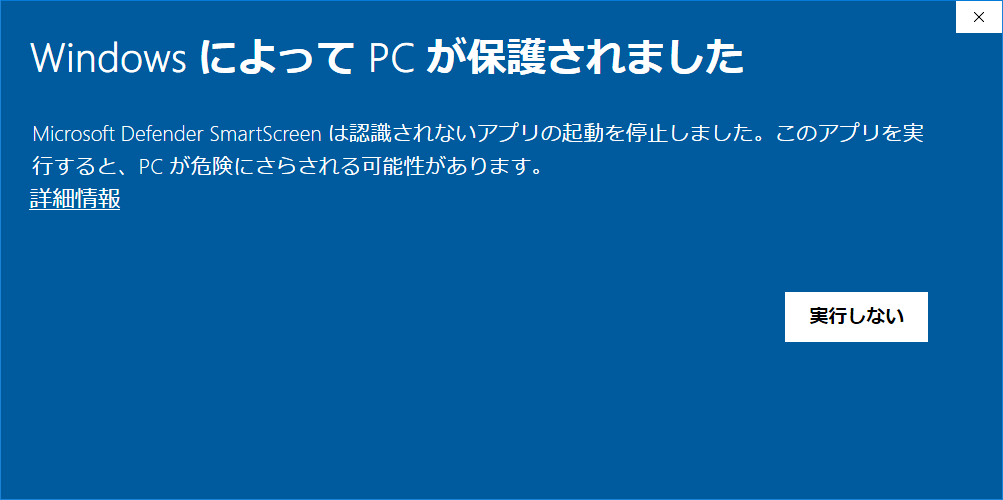 Windows によって PC が保護されました
Microsoft Defender SmartScreen は認識されないアプリの起動を停止しました。このアプリを実
行すると、PC が危険にさらされる可能性があります。
詳細情報
実行しない